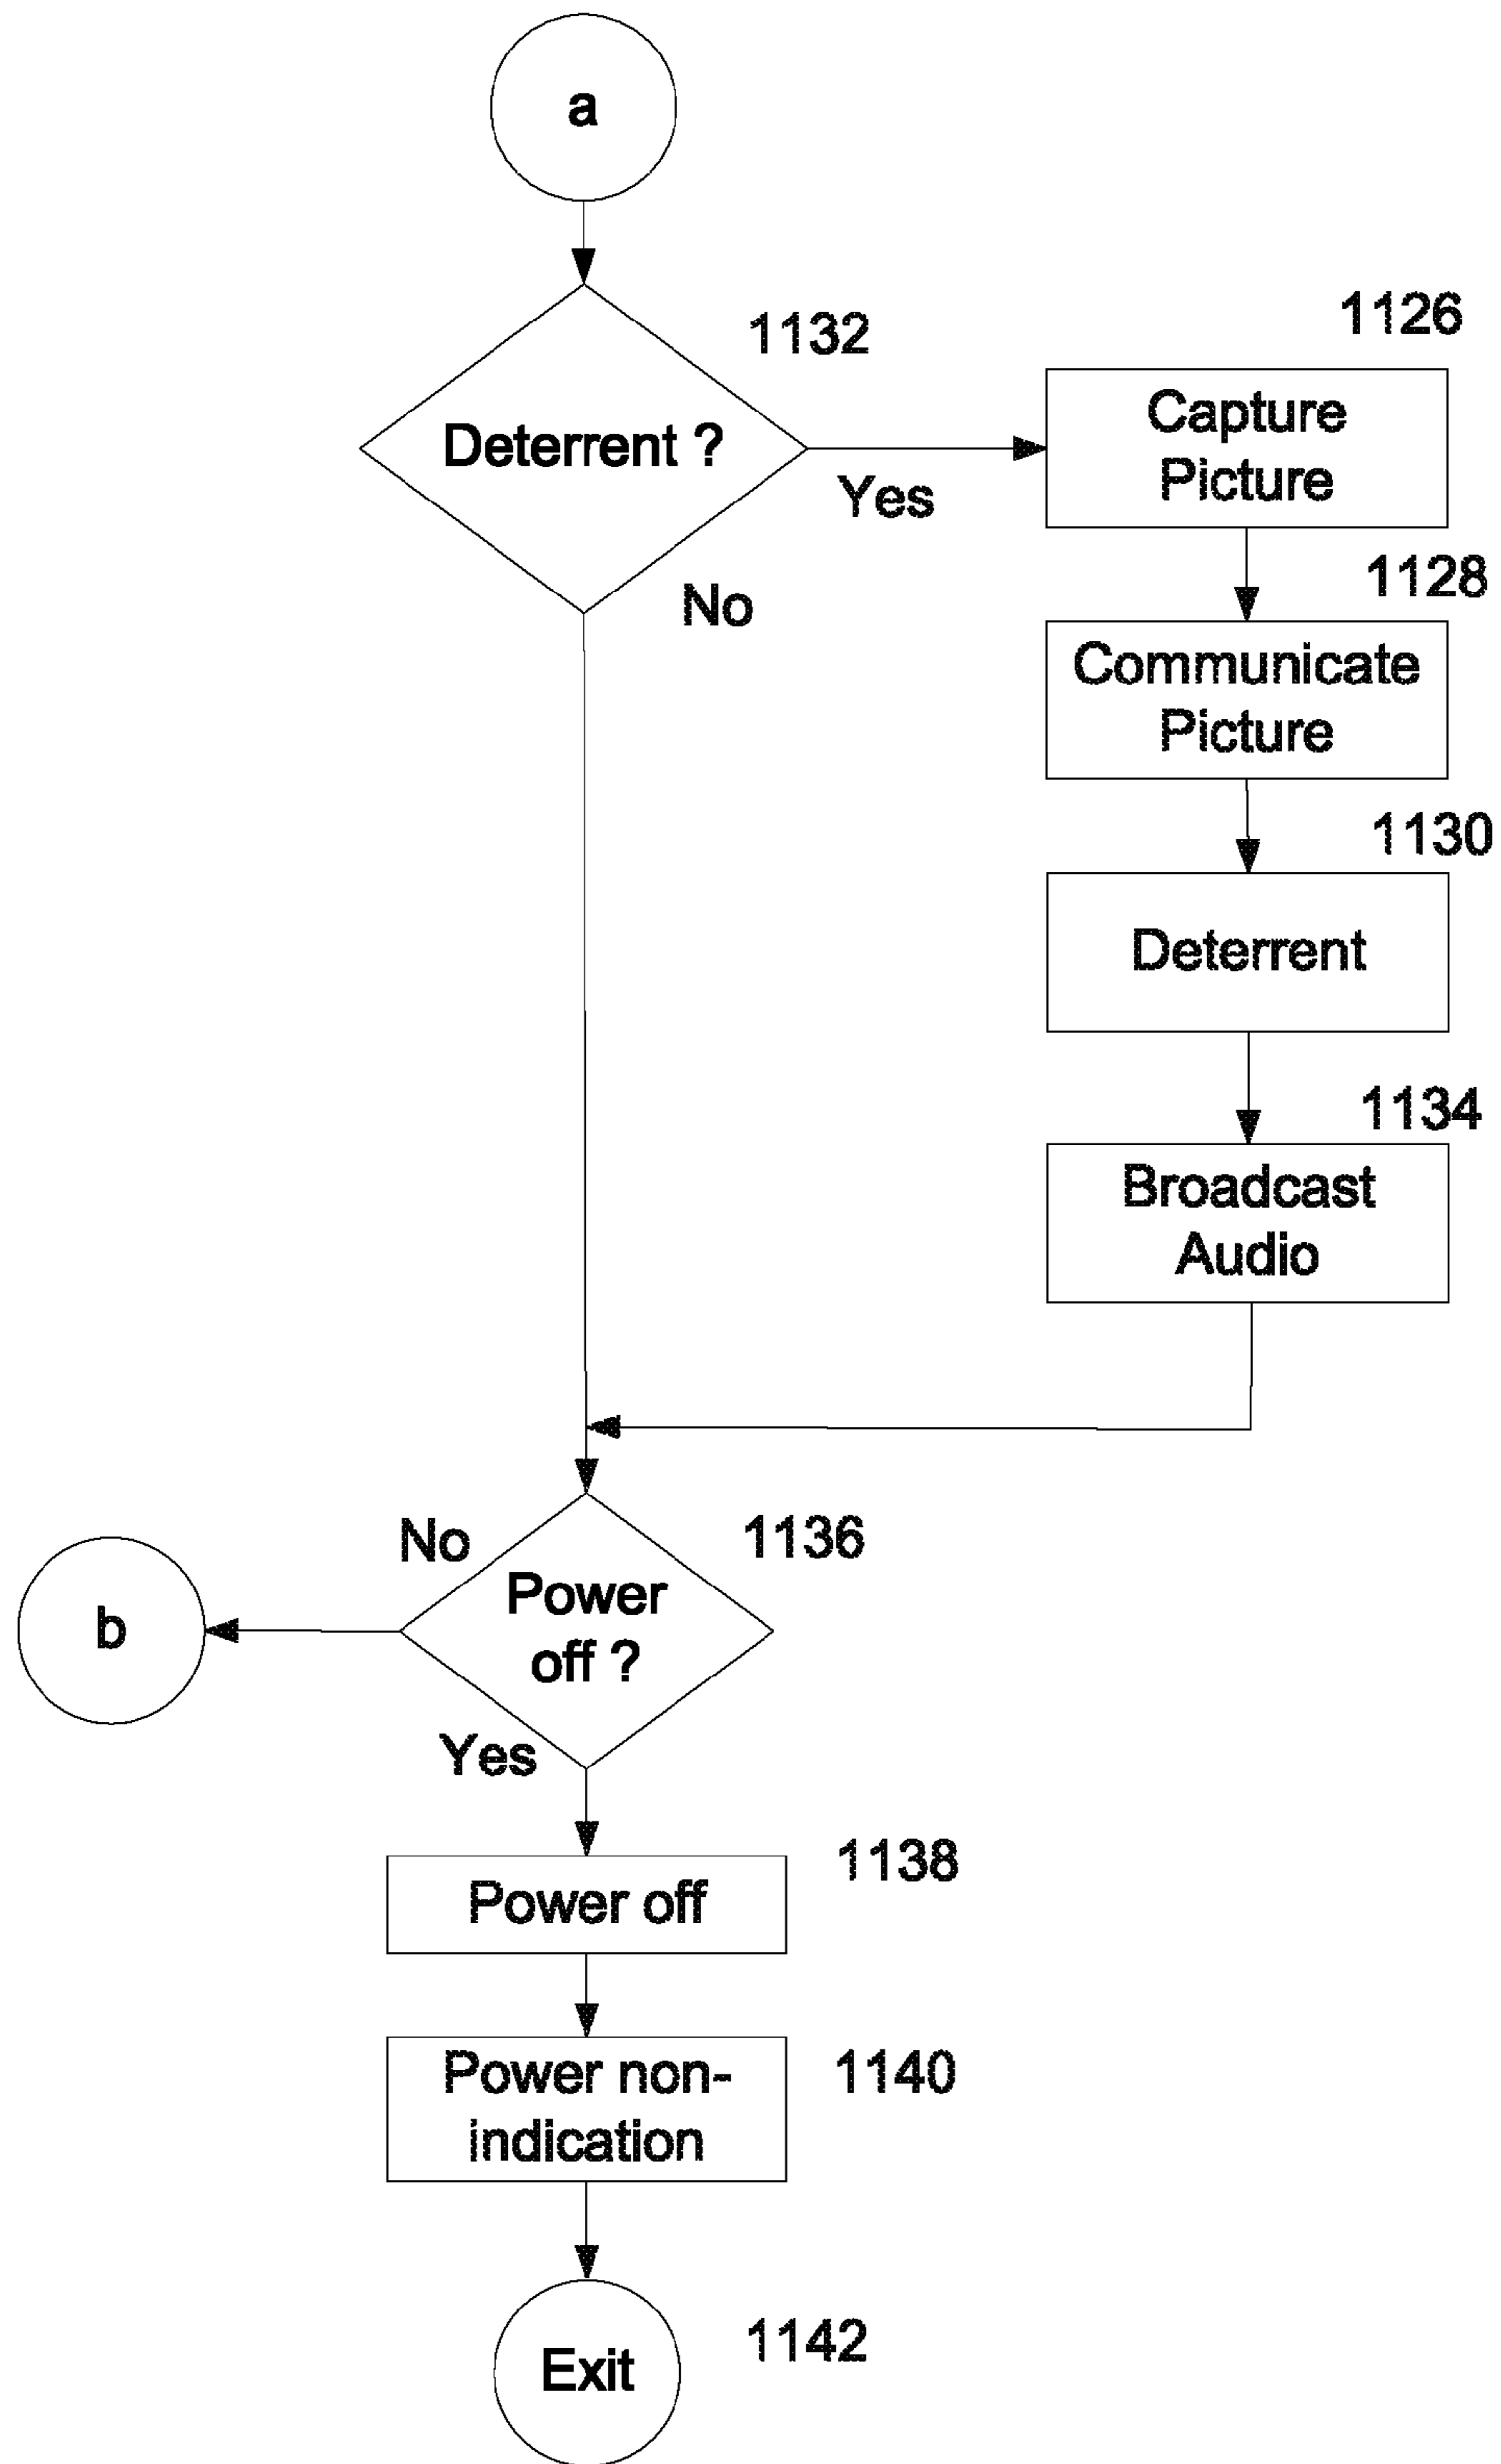 a
1132
Deterrent ?
Yes
No
1126
Capture
Picture
1128
Communicate
Picture
1130
Deterrent
1134
Broadcast
Audio
No
1136
Power
off ?
b
Yes
1138
Power off
1140
Power non-
indication
1142
Exit